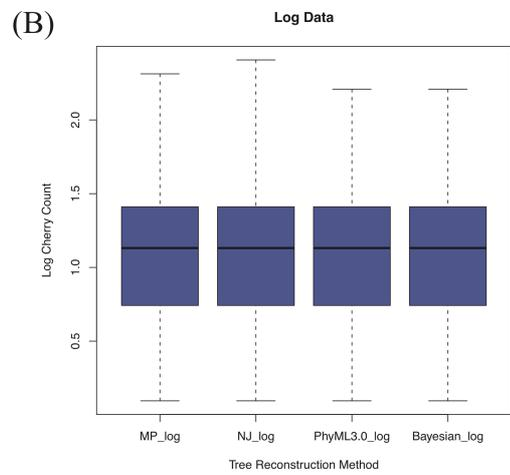 (B)
Log Data
Log Cherry Count
2.0
1.5
1.0
0.5
MP_log NJ_log PhyML3.0_log Bayesian_log
Tree Reconstruction Method